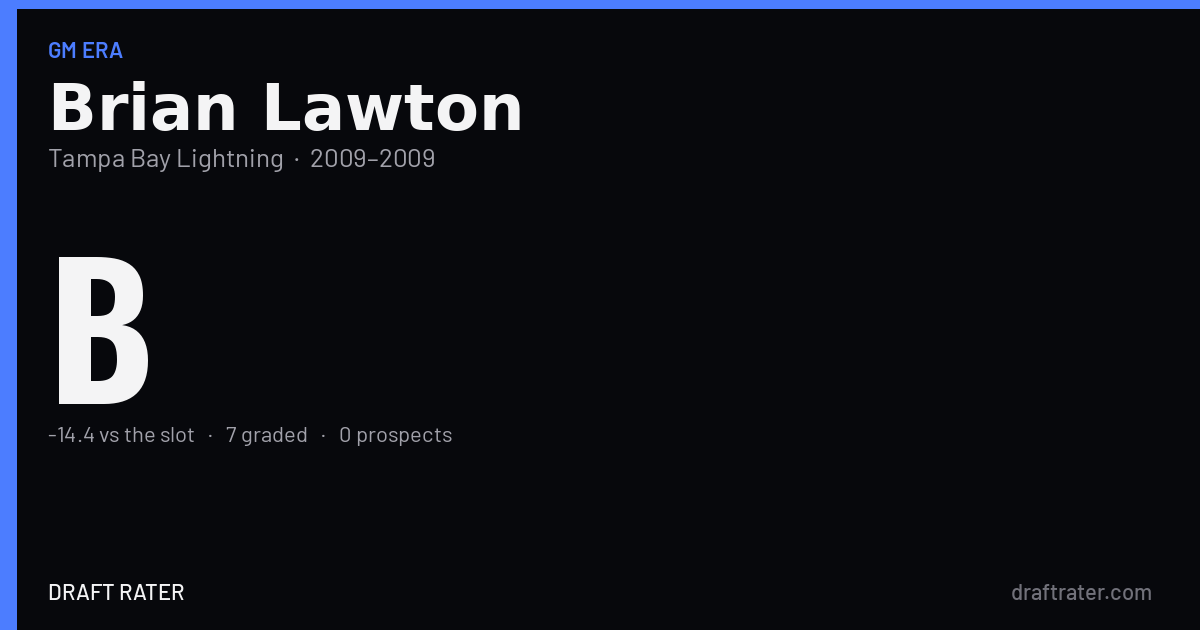 GM ERA
Brian Lawton
Tampa Bay Lightning · 2009–2009
B
-14.4 vs the slot · 7 graded · 0 prospects
DRAFT RATER
draftrater.com